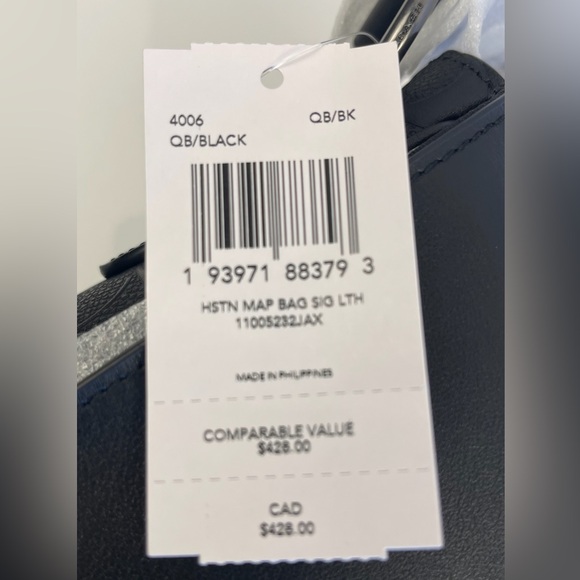 4006 QB/BK
QB/BLACK
1 93971 88379 3
HSTN MAP BAG SIG LTH
11005232JAX
MADE IN PHILIPPINES
COMPARABLE VALUE
$428.00
CAD
$428.00